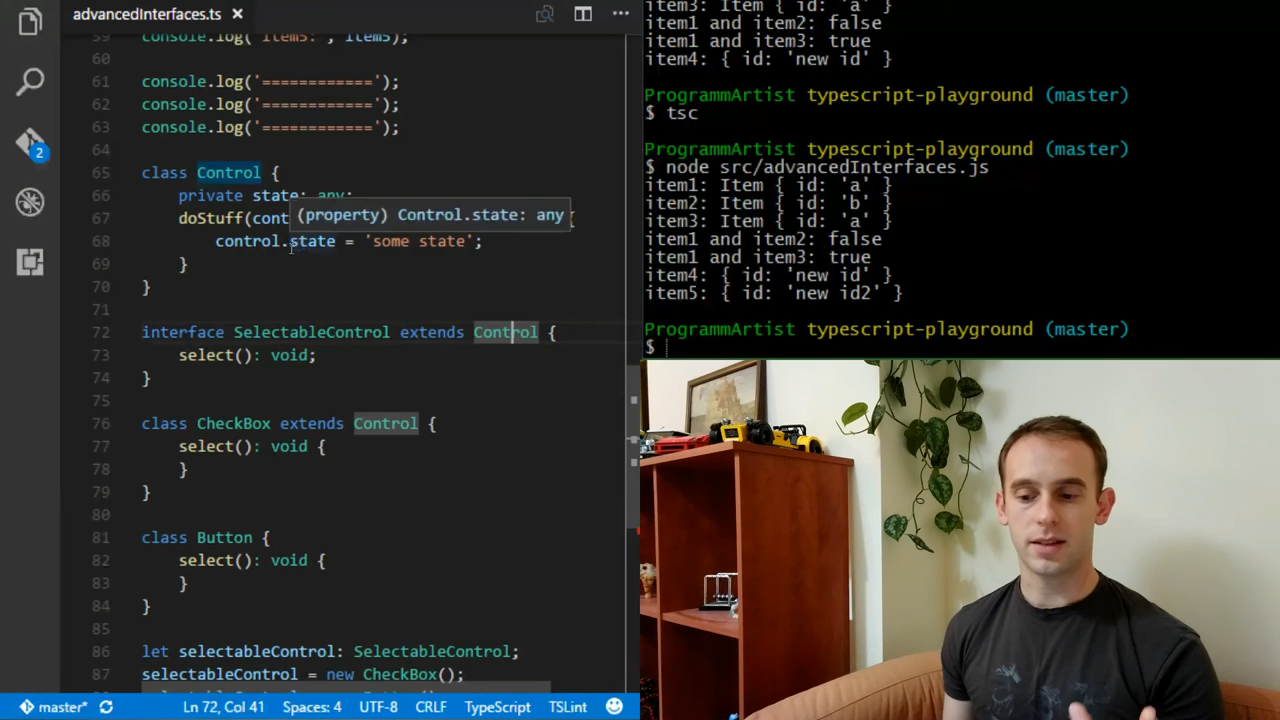 advancedInterfaces.ts
console.log('item5: ', item5);
60
61 console.log('============');
62 console.log('============');
63 console.log('============');
64
65 class Control {
66 private state: any;
67 doStuff(cont {
(property) Control.state: any
68 control.state = 'some state';
69 }
70 }
71
72 interface SelectableControl extends Control {
73 select(): void;
74 }
75
76 class CheckBox extends Control {
77 select(): void {
78 }
79 }
80
81 class Button {
82 select(): void {
83 }
84 }
85
86 let selectableControl: SelectableControl;
87 selectableControl = new CheckBox();
2
master* Ln 72, Col 41 Spaces: 4 UTF-8 CRLF TypeScript TSLint
item3: Item { id: 'a' }
item1 and item2: false
item1 and item3: true
item4: { id: 'new id' }
ProgrammArtist typescript-playground (master)
$ tsc
ProgrammArtist typescript-playground (master)
$ node src/advancedInterfaces.js
item1: Item { id: 'a' }
item2: Item { id: 'b' }
item3: Item { id: 'a' }
item1 and item2: false
item1 and item3: true
item4: { id: 'new id' }
item5: { id: 'new id2' }
ProgrammArtist typescript-playground (master)
$